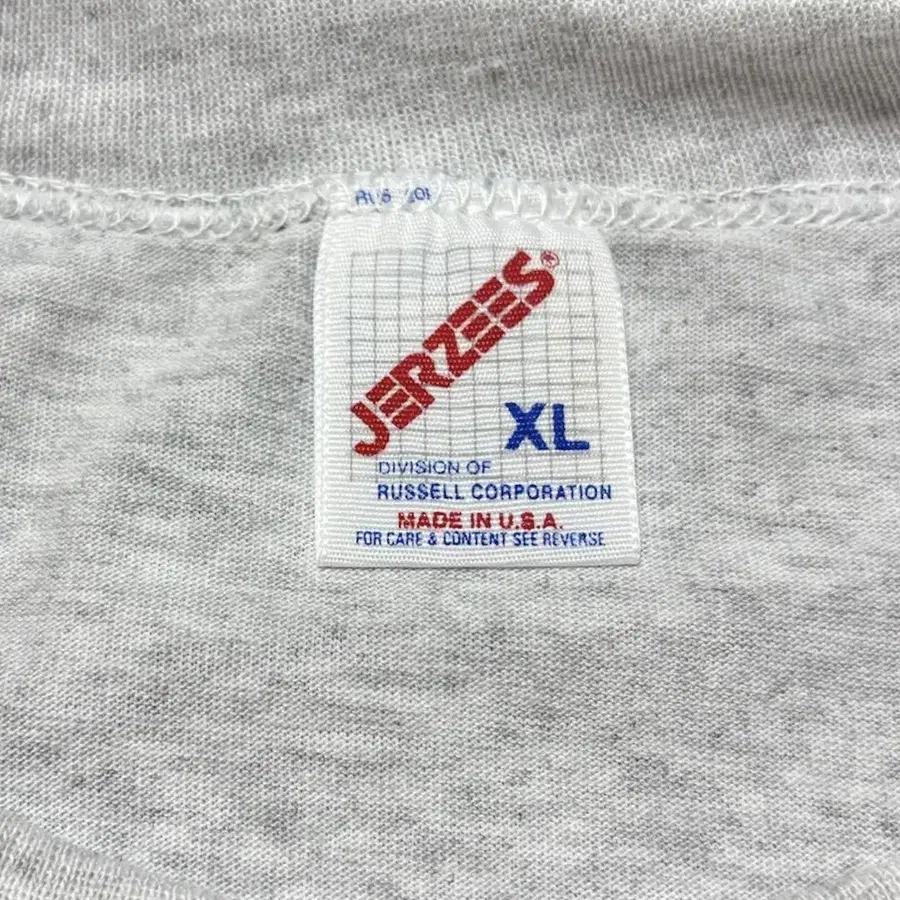 JERZEES®
XL
DIVISION OF
RUSSELL CORPORATION
MADE IN U.S.A.
FOR CARE & CONTENT SEE REVERSE